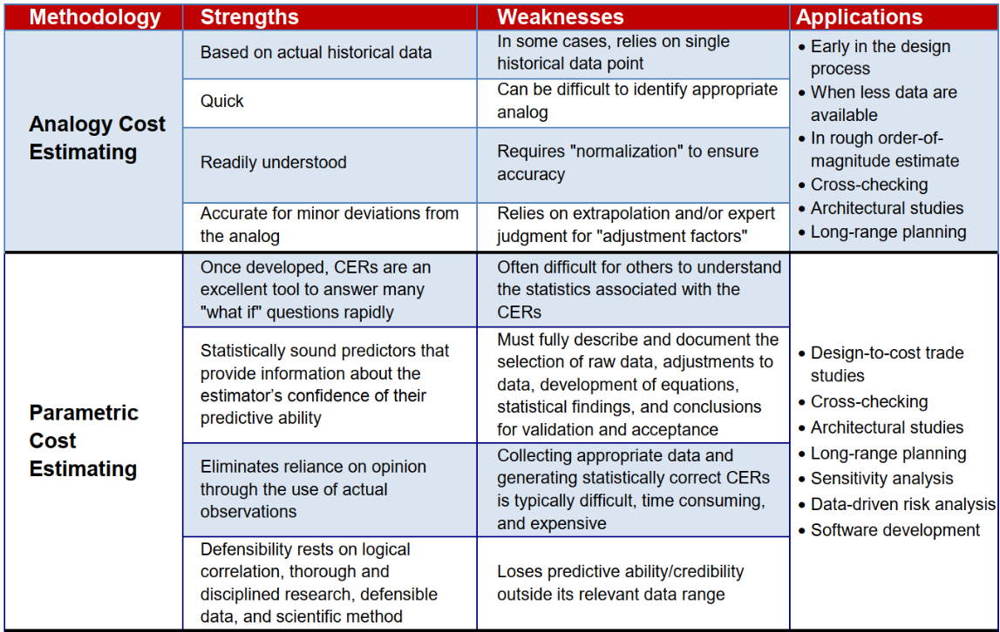 Methodology Strengths Weaknesses Applications
Analogy Cost
Estimating
Based on actual historical data
In some cases, relies on single
historical data point
Quick
Can be difficult to identify appropriate
analog
Readily understood
Requires "normalization" to ensure
accuracy
Accurate for minor deviations from
the analog
Relies on extrapolation and/or expert
judgment for "adjustment factors"
• Early in the design
process
• When less data are
available
• In rough order-of-
magnitude estimate
• Cross-checking
• Architectural studies
• Long-range planning
Parametric
Cost
Estimating
Once developed, CERs are an
excellent tool to answer many
"what if" questions rapidly
Often difficult for others to understand
the statistics associated with the
CERs
Statistically sound predictors that
provide information about the
estimator’s confidence of their
predictive ability
Must fully describe and document the
selection of raw data, adjustments to
data, development of equations,
statistical findings, and conclusions
for validation and acceptance
Eliminates reliance on opinion
through the use of actual
observations
Collecting appropriate data and
generating statistically correct CERs
is typically difficult, time consuming,
and expensive
Defensibility rests on logical
correlation, thorough and
disciplined research, defensible
data, and scientific method
Loses predictive ability/credibility
outside its relevant data range
• Design-to-cost trade
studies
• Cross-checking
• Architectural studies
• Long-range planning
• Sensitivity analysis
• Data-driven risk analysis
• Software development